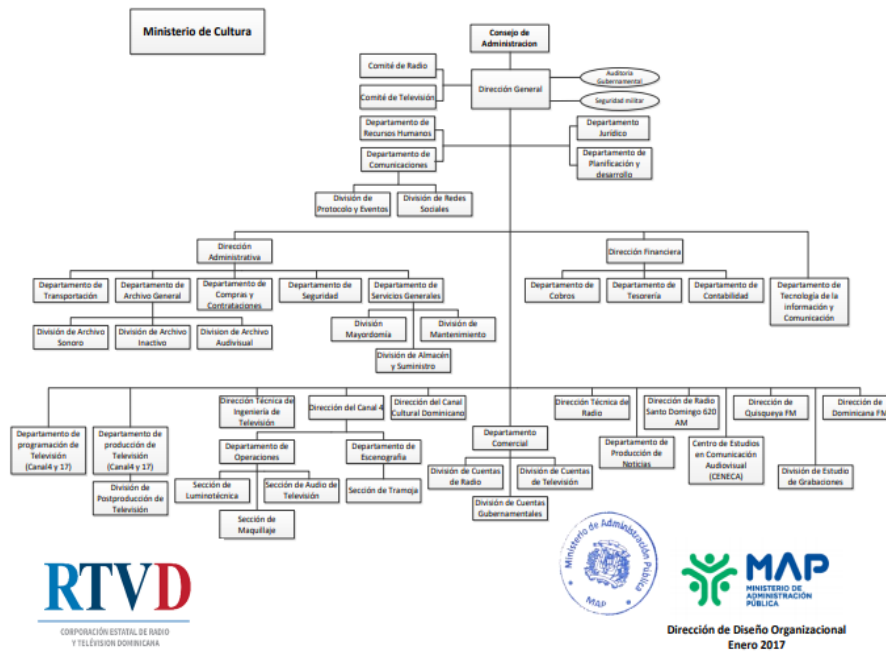 Ministerio de Cultura
Consejo de
Administracion
Comité de Radio
Comité de Televisión
Dirección General
Auditoria
Gubernamental
Seguridad militar
Departamento de
Recursos Humanos
Departamento
Jurídico
Departamento de
Comunicaciones
Departamento de
Planificación y
desarrollo
División de
Protocolo y Eventos
División de Redes
Sociales
Dirección
Administrativa
Dirección Financiera
Departamento de
Transportación
Departamento de
Archivo General
Departamento de
Compras y
Contrataciones
Departamento de
Seguridad
Departamento de
Servicios Generales
Departamento de
Cobros
Departamento de
Tesorería
Departamento de
Contabilidad
Departamento de
Tecnología de la
información y
Comunicación
División de Archivo
Sonoro
División de Archivo
Inactivo
Division de Archivo
Audivisual
División
Mayordomía
División de
Mantenimiento
División de Almacén
y Suministro
Dirección Técnica de
Ingeniería de
Televisión
Dirección del Canal 4
Dirección del Canal
Cultural Dominicano
Dirección Técnica de
Radio
Dirección de Radio
Santo Domingo 620
AM
Dirección de
Quisqueya FM
Dirección de
Dominicana FM
Departamento de
programación de
Televisión
(Canal4 y 17)
Departamento de
producción de
Televisión
(Canal4 y 17)
Departamento de
Operaciones
Departamento de
Escenografia
Departamento
Comercial
Departamento de
Producción de
Noticias
Centro de Estudios
en Comunicación
Audiovisual
(CENECA)
División de Estudio
de Grabaciones
División de
Postproducción de
Televisión
Sección de
Luminotécnica
Sección de Audio de
Televisión
Sección de Tramoja
Sección de
Maquillaje
División de Cuentas
de Radio
División de Cuentas
de Televisión
División de Cuentas
Gubernamentales
RTVD
CORPORACIÓN ESTATAL DE RADIO
Y TELÉVISION DOMINICANA
Ministerio de Administración Pública
MAP
MAP
MINISTERIO DE
ADMINISTRACIÓN
PÚBLICA
Dirección de Diseño Organizacional
Enero 2017